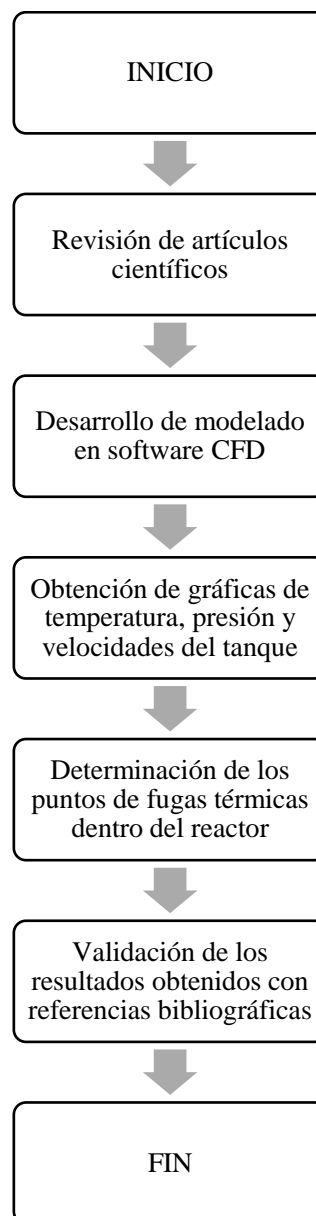 INICIO
Revisión de artículos
científicos
Desarrollo de modelado
en software CFD
Obtención de gráficas de
temperatura, presión y
velocidades del tanque
Determinación de los
puntos de fugas térmicas
dentro del reactor
Validación de los
resultados obtenidos con
referencias bibliográficas
FIN